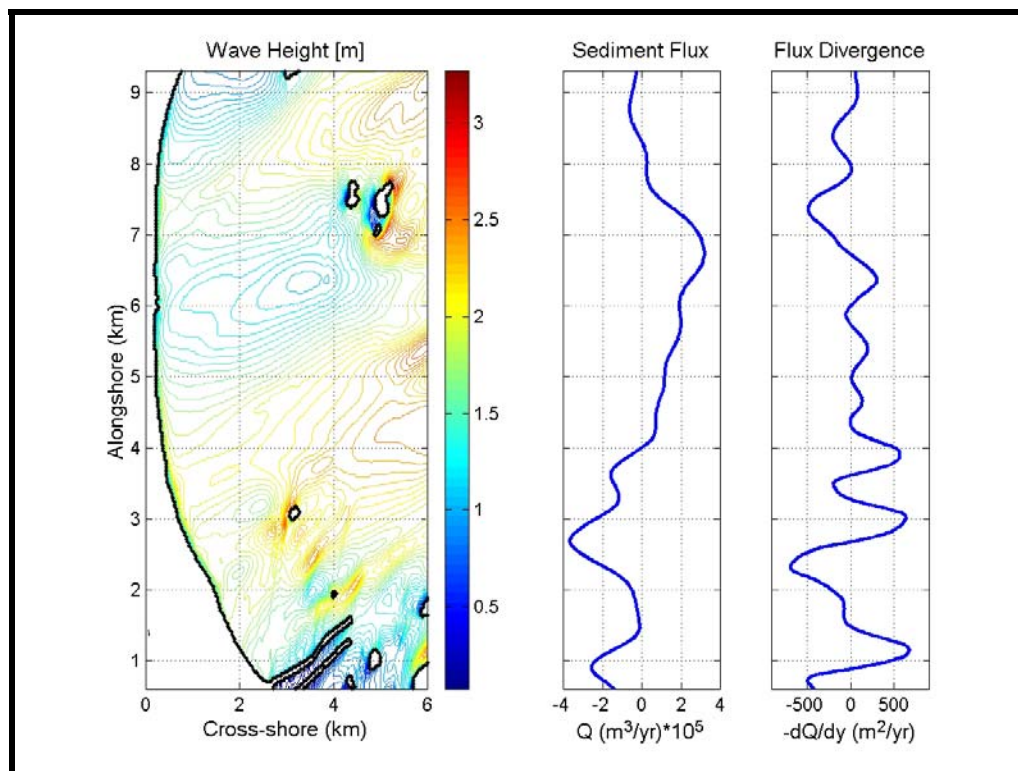 Wave Height [m]
Sediment Flux
Flux Divergence
Alongshore (km)
9
8
7
6
5
4
3
2
1
0 2 4 6
Cross-shore (km)
3
2.5
2
1.5
1
0.5
-4 -2 0 2 4
Q (m³/yr)*10⁵
-500 0 500
-dQ/dy (m²/yr)